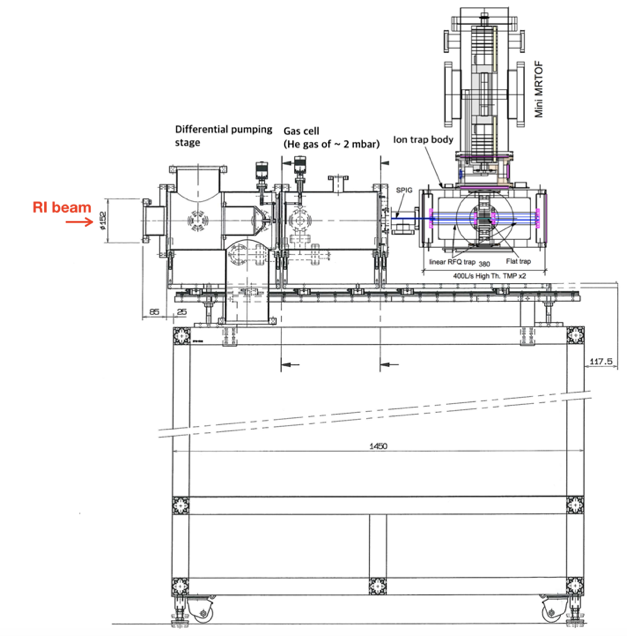 Mini MRTOF
Differential pumping
stage
Gas cell
(He gas of ~ 2 mbar)
Ion trap body
SPIG
RI beam
φ152
linear RFQ trap
380
Flat trap
400L/s High Th. TMP x2
85
25
117.5
1450